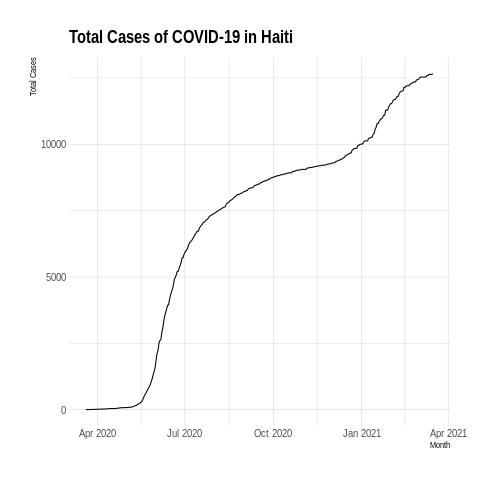 Total Cases of COVID-19 in Haiti
Total Cases
10000
5000
0
Apr 2020 Jul 2020 Oct 2020 Jan 2021 Apr 2021
Month